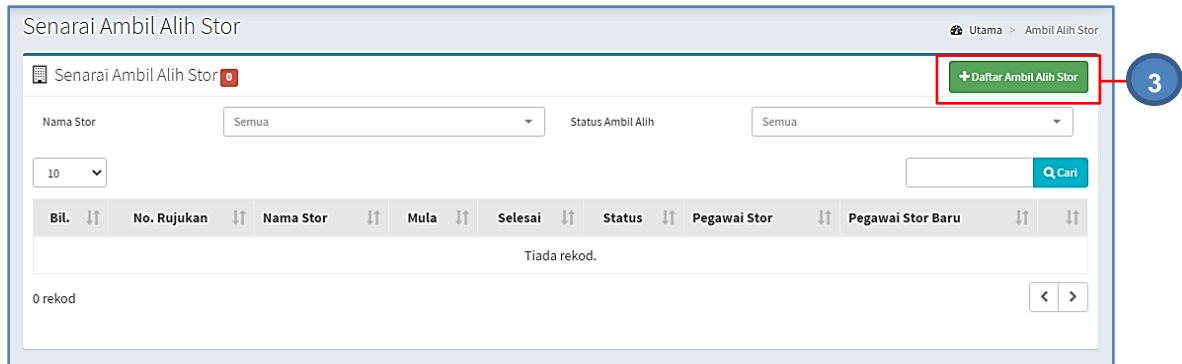 Senarai Ambil Alih Stor
Utama > Ambil Alih Stor
Senarai Ambil Alih Stor 0
+ Daftar Ambil Alih Stor
3
Nama Stor Semua Status Ambil Alih Semua
10
Cari
Bil. No. Rujukan Nama Stor Mula Selesai Status Pegawai Stor Pegawai Stor Baru
Tiada rekod.
0 rekod
< >